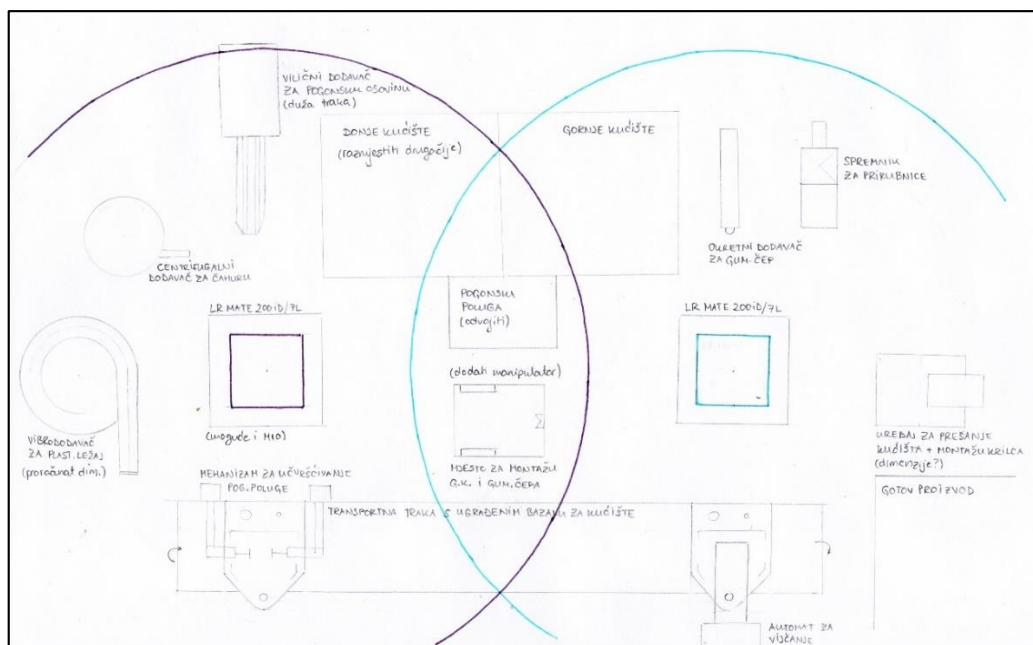 VILIČNI DODAVAČ
ZA POGONSKU OSOVINU
(duža traka)
DONJE KUĆIŠTE
(razmjestiti drugačije)
GORNJE KUĆIŠTE
SPREMNIK
ZA PRIRUBNICE
OKRETNI DODAVAČ
ZA GUM. ČEP
CENTRIFUGALNI
DODAVAČ ZA ČAHURU
POGONSKA
POLUGA
(odvojiti)
LR MATE 200iD/7L
LR MATE 200iD/7L
(dodati manipulator)
(moguće i M10)
VIBRODODAVAČ
ZA PLAST. LEŽAJ
(proračunat dim.)
MJESTO ZA MONTAŽU
G.K. i GUM. ČEPA
UREĐAJ ZA PREŠANJE
KUĆIŠTA + MONTAŽU KRILCA
(dimenzije?)
MEHANIZAM ZA UČVRŠĆIVANJE
POG. POLUGE
GOTOV PROIZVOD
TRANSPORTNA TRAKA S UGRAĐENIM BAZAMA ZA KUĆIŠTE
AUTOMAT ZA
VIJČANJE